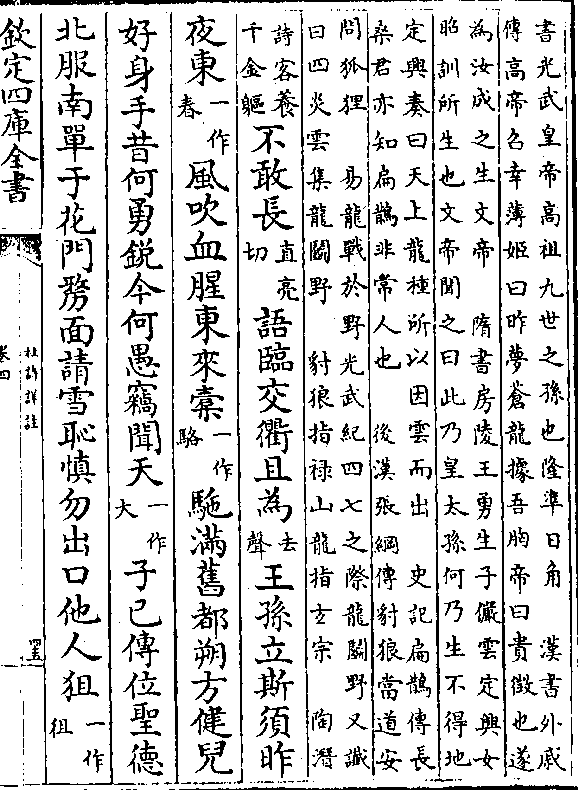 書光武皇帝高祖九世之孫也隆準日角　漢書外戚
傳高帝召幸薄姬曰昨夢蒼龍據吾胸帝曰貴徴也遂
為汝成之生文帝　隋書房陵王勇生子儼雲定興女
昭訓所生也文帝聞之曰此乃皇太孫何乃生不得地
定興奏曰天上龍種所以因雲而出　史記扁鵲傳長
桑君亦知扁鵲非常人也　後漢張綱傳豺狼當道安
問狐狸　易龍戰於野光武紀四七之際龍鬭野又讖
曰四炎雲集龍鬭野　豺狼指禄山龍指玄宗　陶潛
詩客養
千金軀
不敢長
直亮
切
語臨交衢且為
去
聲
王孫立斯須昨
夜東
一作
春
風吹血腥東來槖
一作
駱
駞滿舊都朔方健兒
好身手昔何勇鋭今何愚竊聞天
一作
大
子已傳位聖德
北服南單于花門剺面請雪恥慎勿出口他人狙
一作
徂
欽定四庫全書
杜詩詳註
卷四